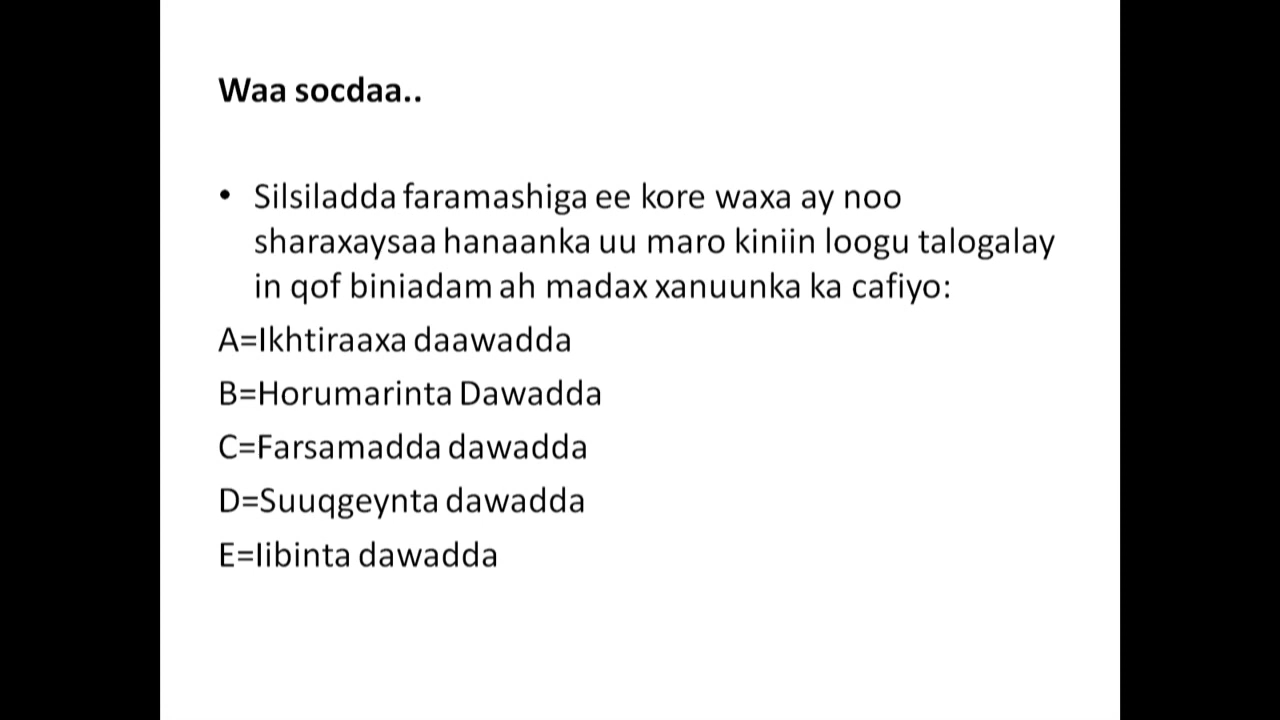 Waa socdaa..
• Silsiladda faramashiga ee kore waxa ay noo
sharaxaysaa hanaanka uu maro kiniin loogu talogalay
in qof biniadam ah madax xanuunka ka cafiyo:
A=Ikhtiraaxa daawadda
B=Horumarinta Dawadda
C=Farsamadda dawadda
D=Suuqgeynta dawadda
E=Iibinta dawadda